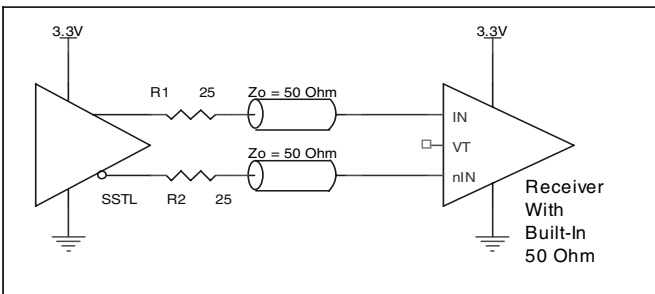 3.3V
3.3V
R1 25
Zo = 50 Ohm
IN
VT
nIN
Zo = 50 Ohm
SSTL
R2 25
Receiver
With
Built-In
50 Ohm